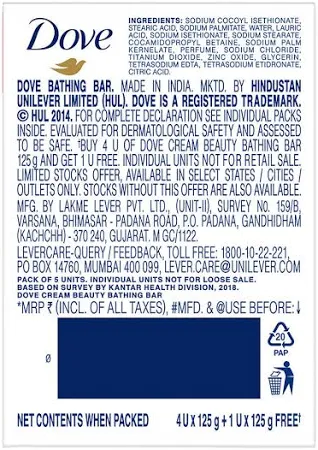 Dove
INGREDIENTS: SODIUM COCOYL ISETHIONATE,
STEARIC ACID, SODIUM PALMITATE, WATER, LAURIC
ACID, SODIUM ISETHIONATE, SODIUM STEARATE,
COCAMIDOPROPYL BETAINE, SODIUM PALM
KERNELATE, PERFUME, SODIUM CHLORIDE,
TITANIUM DIOXIDE, ZINC OXIDE, GLYCERIN,
TETRASODIUM EDTA, TETRASODIUM ETIDRONATE,
CITRIC ACID.
DOVE BATHING BAR. MADE IN INDIA. MKTD. BY HINDUSTAN
UNILEVER LIMITED (HUL). DOVE IS A REGISTERED TRADEMARK.
© HUL 2014. FOR COMPLETE DECLARATION SEE INDIVIDUAL PACKS
INSIDE. EVALUATED FOR DERMATOLOGICAL SAFETY AND ASSESSED
TO BE SAFE. †BUY 4 U OF DOVE CREAM BEAUTY BATHING BAR
125 g AND GET 1 U FREE. INDIVIDUAL UNITS NOT FOR RETAIL SALE.
LIMITED STOCKS OFFER, AVAILABLE IN SELECT STATES / CITIES /
OUTLETS ONLY. STOCKS WITHOUT THIS OFFER ARE ALSO AVAILABLE.
MFG. BY LAKME LEVER PVT. LTD., (UNIT-II), SURVEY No. 159/B,
VARSANA, BHIMASAR - PADANA ROAD, P.O. PADANA, GANDHIDHAM
(KACHCHH) - 370 240, GUJARAT. M GC/1122.
LEVERCARE-QUERY / FEEDBACK, TOLL FREE: 1800-10-22-221,
PO BOX 14760, MUMBAI 400 099, LEVER.CARE@UNILEVER.COM
PACK OF 5 UNITS. INDIVIDUAL UNITS NOT FOR LOOSE SALE.
BASED ON SURVEY BY KANTAR HEALTH DIVISION, 2018.
DOVE CREAM BEAUTY BATHING BAR
*MRP ₹ (INCL. OF ALL TAXES), #MFG. & @USE BEFORE: ↓
20
PAP
NET CONTENTS WHEN PACKED 4 U x 125 g + 1 U x 125 g FREE†